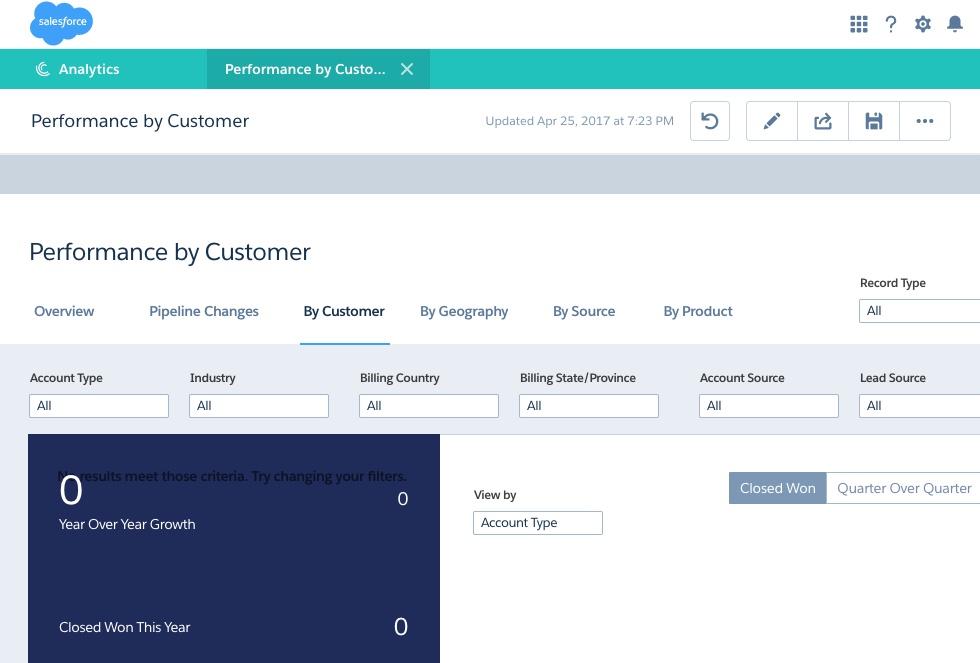 salesforce
Analytics
Performance by Custo...
Performance by Customer
Updated Apr 25, 2017 at 7:23 PM
Performance by Customer
Record Type
All
Overview
Pipeline Changes
By Customer
By Geography
By Source
By Product
Account Type
Industry
Billing Country
Billing State/Province
Account Source
Lead Source
All
All
All
All
All
All
No results meet those criteria. Try changing your filters.
0
0
Year Over Year Growth
Closed Won This Year
0
View by
Account Type
Closed Won
Quarter Over Quarter